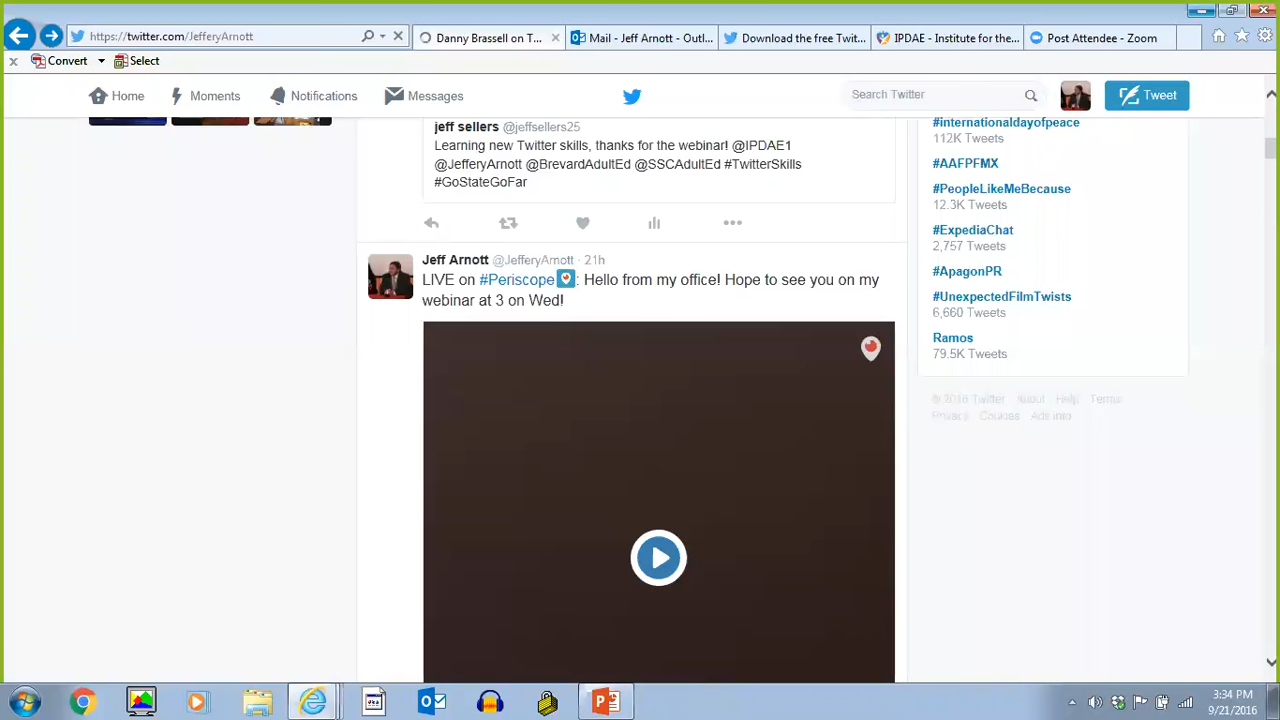 https://twitter.com/JefferyArnott
Danny Brassell on T...
Mail - Jeff Arnott - Outl...
Download the free Twit...
IPDAE - Institute for the...
Post Attendee - Zoom
x Convert Select
Home
Moments
Notifications
Messages
Search Twitter
Tweet
jeff sellers @jeffsellers25
Learning new Twitter skills, thanks for the webinar! @IPDAE1
@JefferyArnott @BrevardAdultEd @SSCAdultEd #TwitterSkills
#GoStateGoFar
Jeff Arnott @JefferyArnott · 21h
LIVE on #Periscope: Hello from my office! Hope to see you on my
webinar at 3 on Wed!
#internationaldayofpeace
112K Tweets
#AAFPFMX
#PeopleLikeMeBecause
12.3K Tweets
#ExpediaChat
2,757 Tweets
#ApagonPR
#UnexpectedFilmTwists
6,660 Tweets
Ramos
79.5K Tweets
© 2016 Twitter About Help Terms
Privacy Cookies Ads info
3:34 PM
9/21/2016